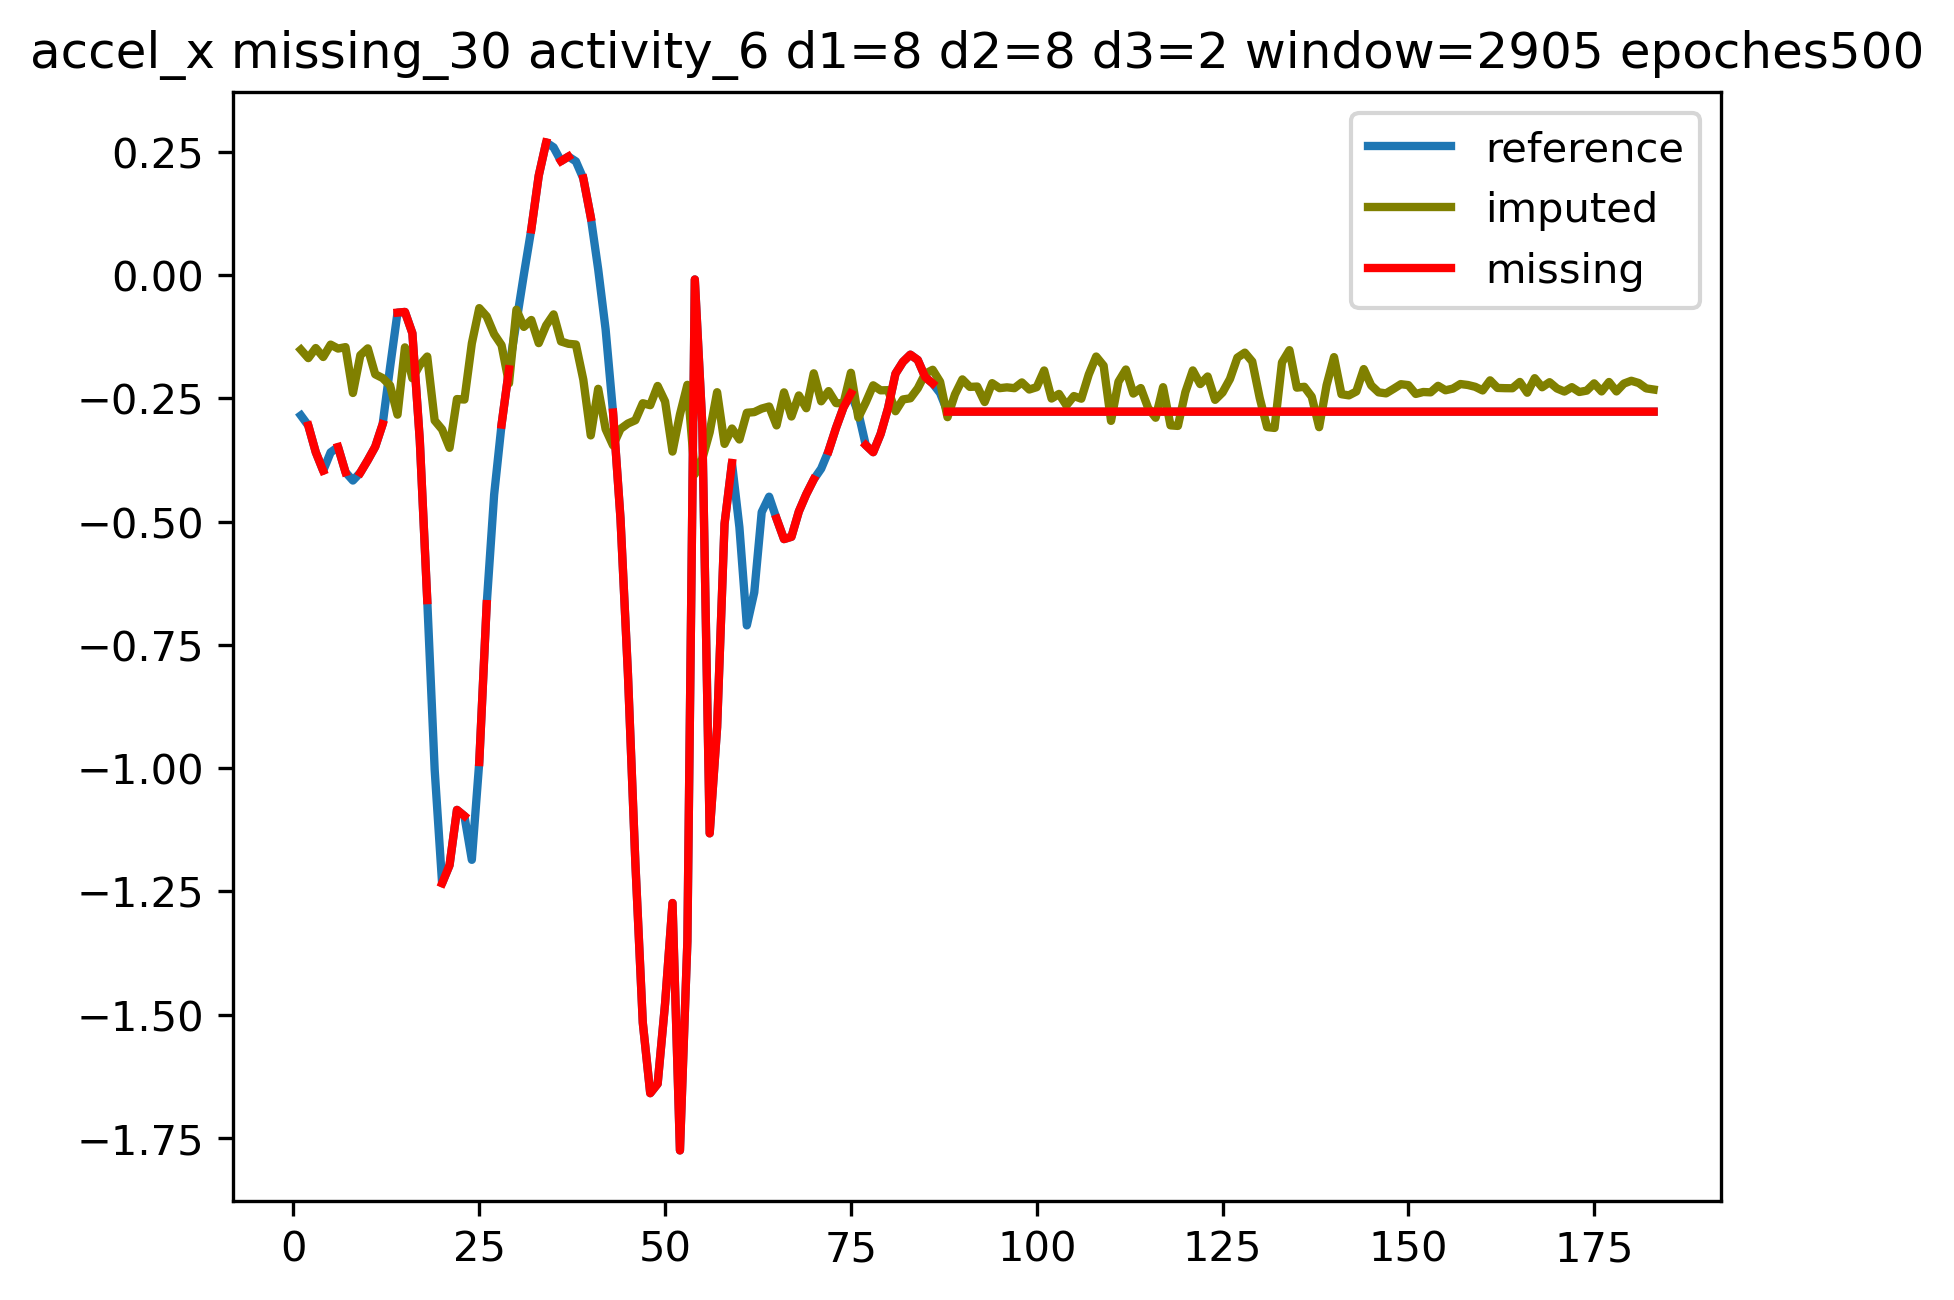 accel_x missing_30 activity_6 d1=8 d2=8 d3=2 window=2905 epoches500
reference
imputed
missing
0.25
0.00
−0.25
−0.50
−0.75
−1.00
−1.25
−1.50
−1.75
0 25 50 75 100 125 150 175